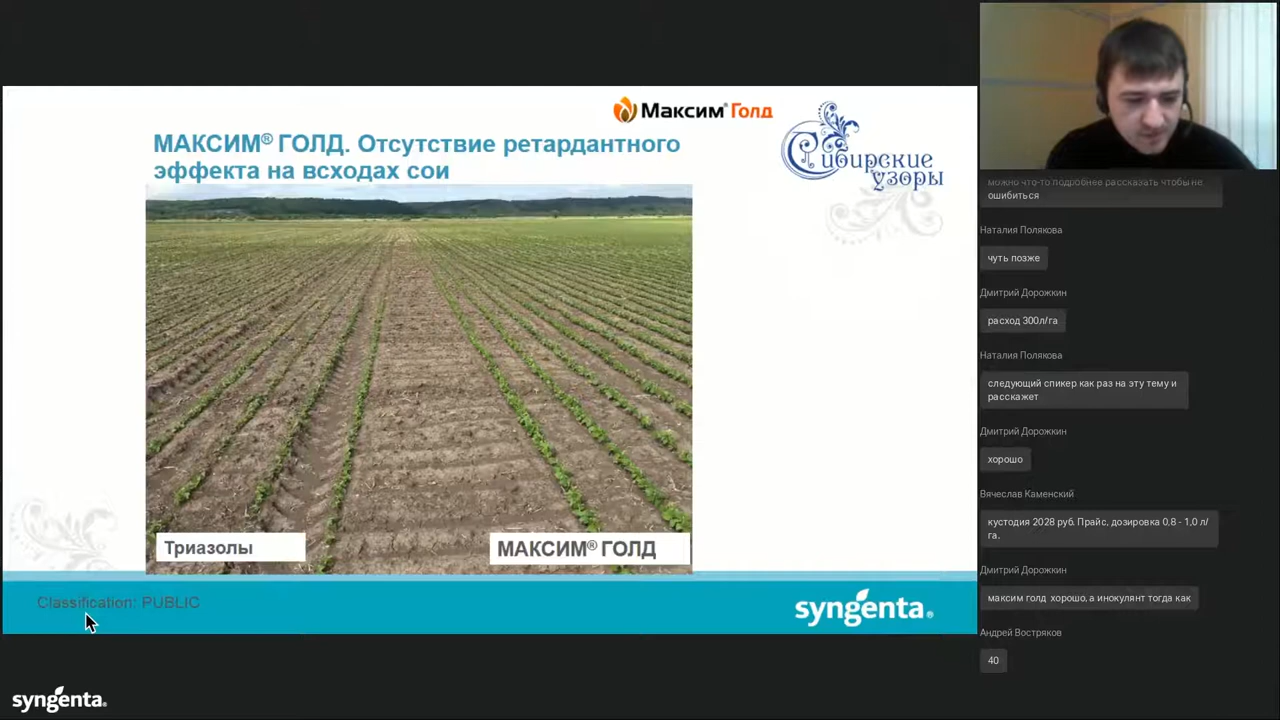 Максим® Голд
МАКСИМ® ГОЛД. Отсутствие ретардантного
эффекта на всходах сои
Сибирские
узоры
Триазолы
МАКСИМ® ГОЛД
Classification: PUBLIC
syngenta®
syngenta®
можно что-то подробнее рассказать чтобы не
ошибиться
Наталия Полякова
чуть позже
Дмитрий Дорожкин
расход 300л/га
Наталия Полякова
следующий спикер как раз на эту тему и
расскажет
Дмитрий Дорожкин
хорошо
Вячеслав Каменский
кустодия 2028 руб. Прайс, дозировка 0,8 - 1,0 л/
га.
Дмитрий Дорожкин
максим голд хорошо, а инокулянт тогда как
Андрей Востряков
40